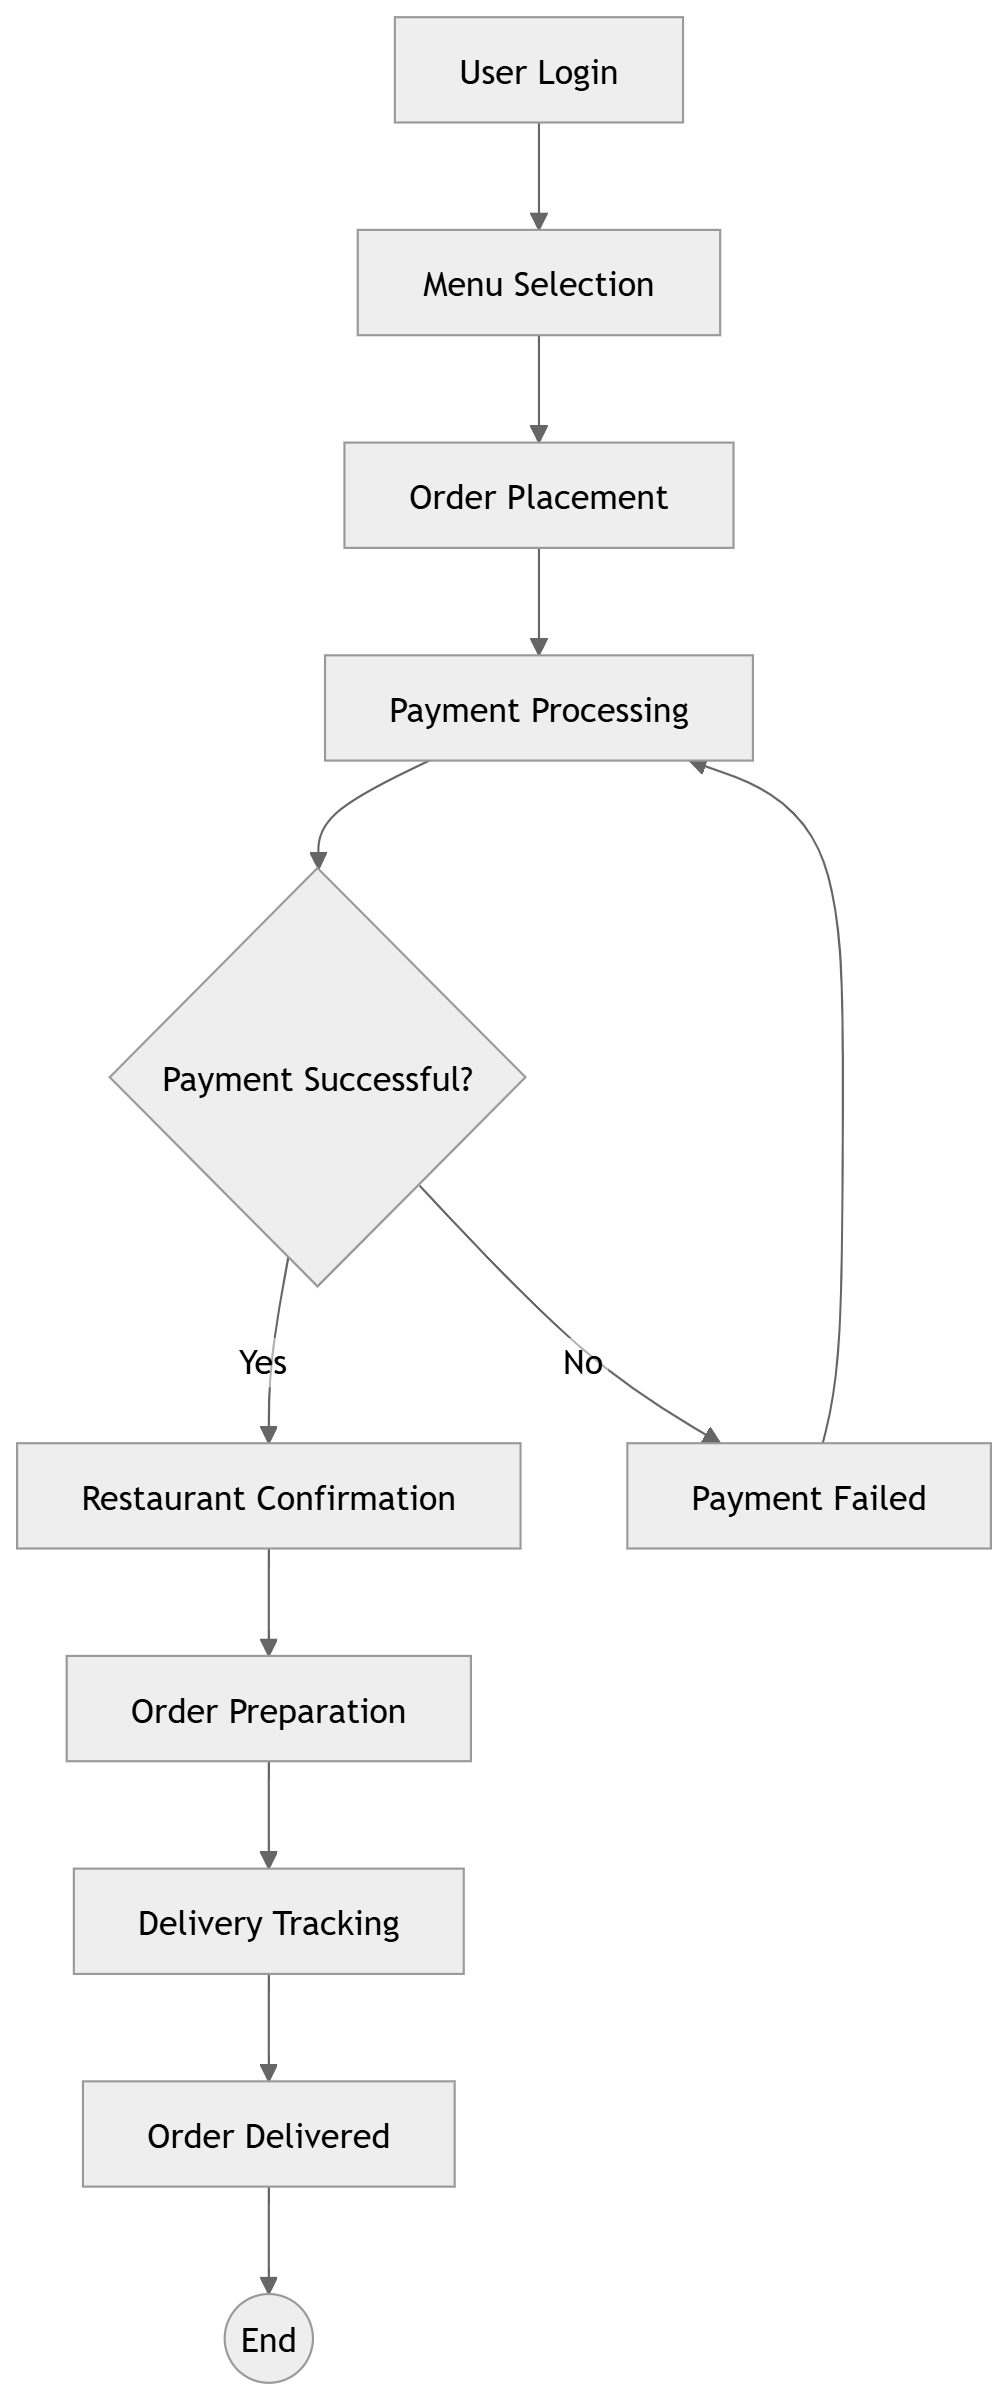 User Login
Menu Selection
Order Placement
Payment Processing
Payment Successful?
Yes
No
Restaurant Confirmation
Payment Failed
Order Preparation
Delivery Tracking
Order Delivered
End